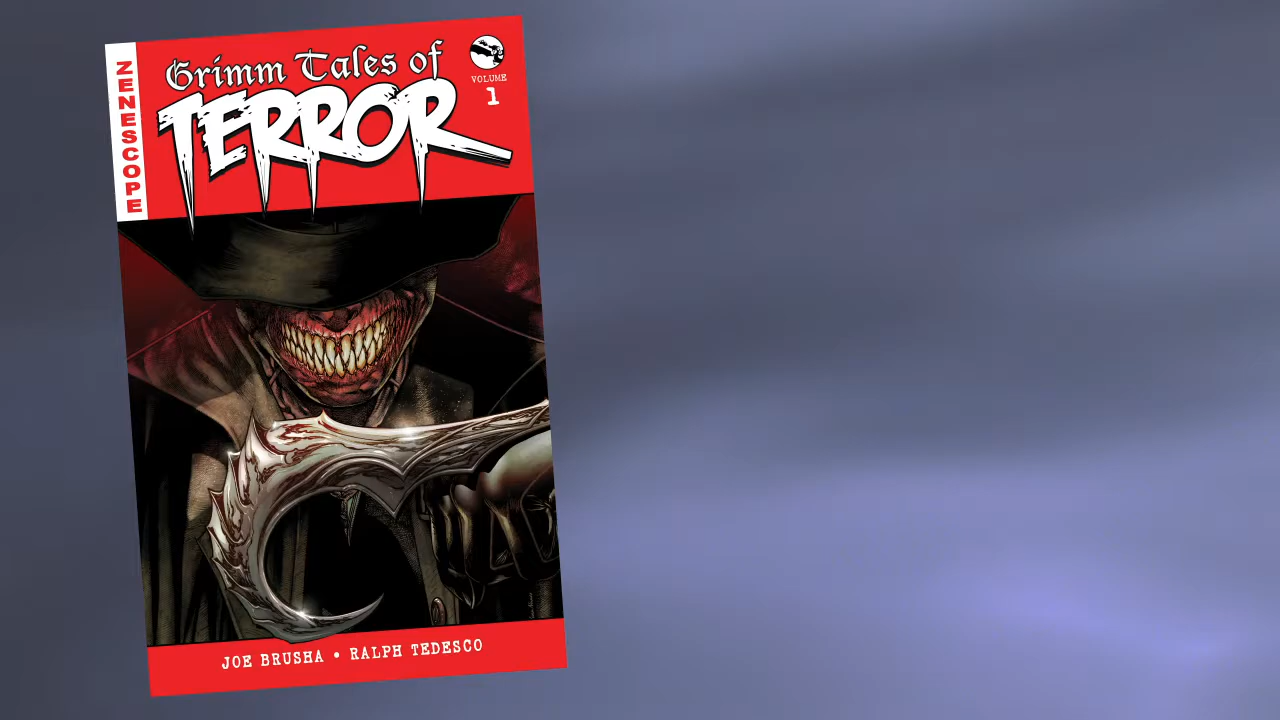 ZENESCOPE
Grimm Tales of
TERROR
VOLUME
1
JOE BRUSHA • RALPH TEDESCO